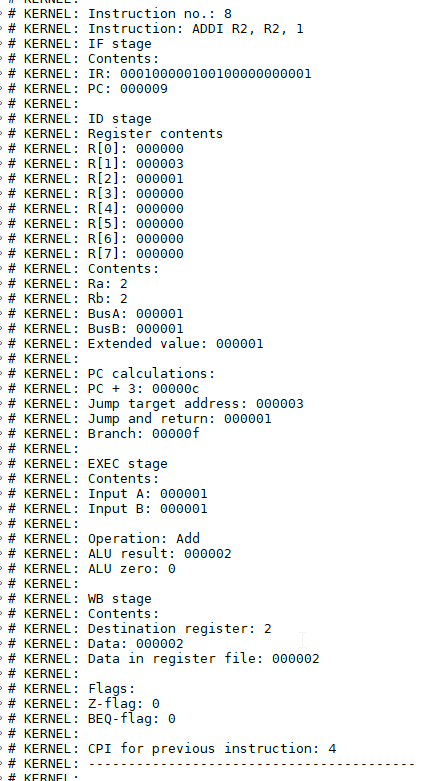 # KERNEL:
# KERNEL: Instruction no.: 8
# KERNEL: Instruction: ADDI R2, R2, 1
# KERNEL: IF stage
# KERNEL: Contents:
# KERNEL: IR: 000100000100100000000001
# KERNEL: PC: 000009
# KERNEL:
# KERNEL: ID stage
# KERNEL: Register contents
# KERNEL: R[0]: 000000
# KERNEL: R[1]: 000003
# KERNEL: R[2]: 000001
# KERNEL: R[3]: 000000
# KERNEL: R[4]: 000000
# KERNEL: R[5]: 000000
# KERNEL: R[6]: 000000
# KERNEL: R[7]: 000000
# KERNEL: Contents:
# KERNEL: Ra: 2
# KERNEL: Rb: 2
# KERNEL: BusA: 000001
# KERNEL: BusB: 000001
# KERNEL: Extended value: 000001
# KERNEL:
# KERNEL: PC calculations:
# KERNEL: PC + 3: 00000c
# KERNEL: Jump target address: 000003
# KERNEL: Jump and return: 000001
# KERNEL: Branch: 00000f
# KERNEL:
# KERNEL: EXEC stage
# KERNEL: Contents:
# KERNEL: Input A: 000001
# KERNEL: Input B: 000001
# KERNEL:
# KERNEL: Operation: Add
# KERNEL: ALU result: 000002
# KERNEL: ALU zero: 0
# KERNEL:
# KERNEL: WB stage
# KERNEL: Contents:
# KERNEL: Destination register: 2
# KERNEL: Data: 000002
# KERNEL: Data in register file: 000002
# KERNEL:
# KERNEL: Flags:
# KERNEL: Z-flag: 0
# KERNEL: BEQ-flag: 0
# KERNEL:
# KERNEL: CPI for previous instruction: 4
# KERNEL: -----------------------------------------
# KERNEL: